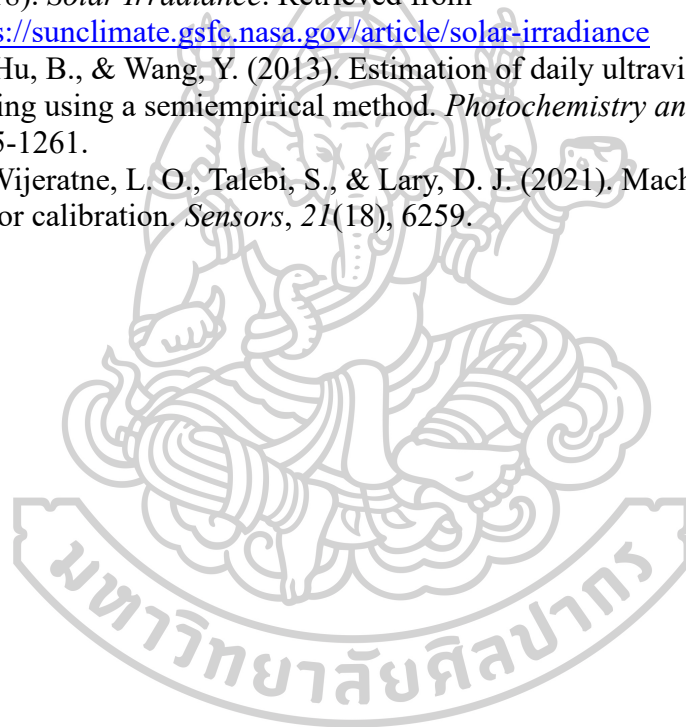 8). Solar Irradiance. Retrieved from
s://sunclimate.gsfc.nasa.gov/article/solar-irradiance
Hu, B., & Wang, Y. (2013). Estimation of daily ultravi
ing using a semiempirical method. Photochemistry an
5-1261.
Wijeratne, L. O., Talebi, S., & Lary, D. J. (2021). Mach
or calibration. Sensors, 21(18), 6259.
มหาวิทยาลัยศิลปากร